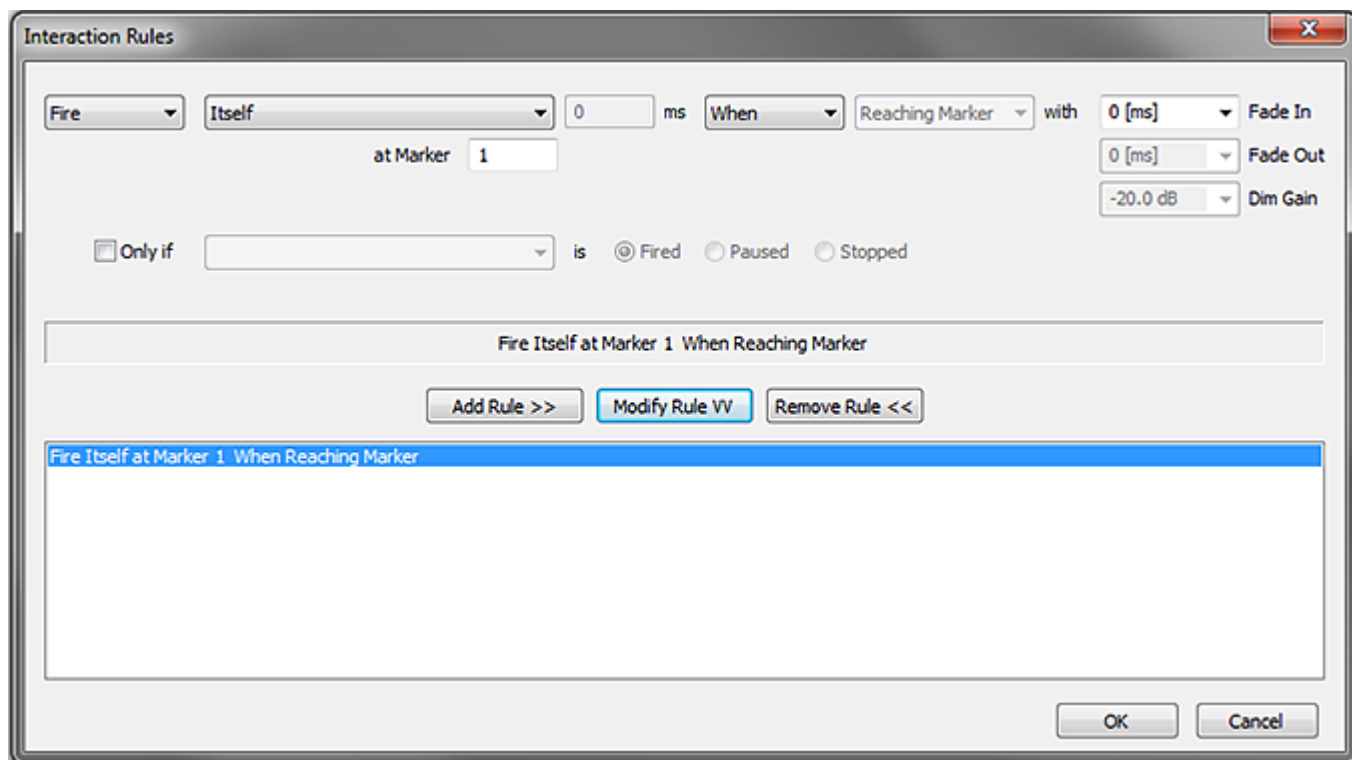 Interaction Rules
Fire Itself 0 ms When Reaching Marker with 0 [ms] Fade In
at Marker 1 0 [ms] Fade Out
-20.0 dB Dim Gain
Only if is Fired Paused Stopped
Fire Itself at Marker 1 When Reaching Marker
Add Rule >> Modify Rule VV Remove Rule <<
Fire Itself at Marker 1 When Reaching Marker
OK Cancel